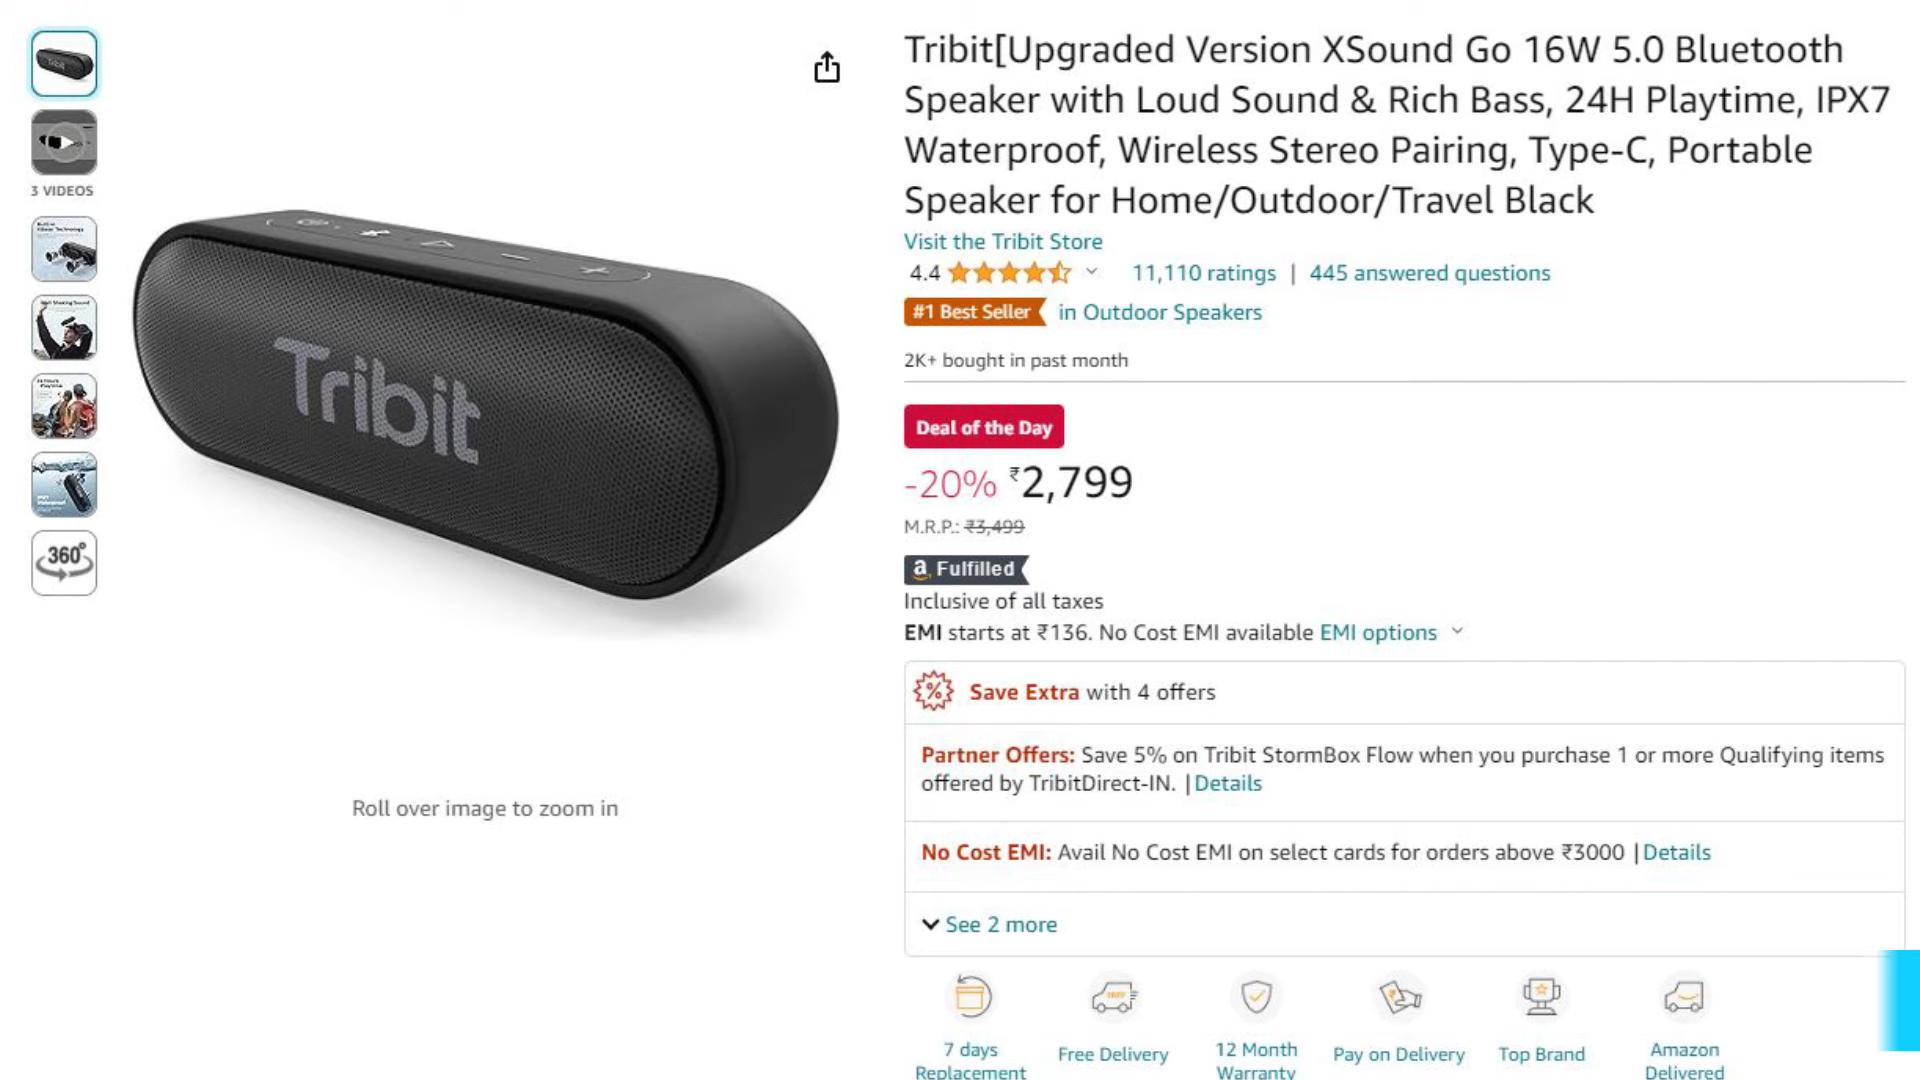 Tribit[Upgraded Version XSound Go 16W 5.0 Bluetooth
Speaker with Loud Sound & Rich Bass, 24H Playtime, IPX7
Waterproof, Wireless Stereo Pairing, Type-C, Portable
Speaker for Home/Outdoor/Travel Black
Visit the Tribit Store
4.4 11,110 ratings | 445 answered questions
#1 Best Seller in Outdoor Speakers
2K+ bought in past month
Deal of the Day
-20% ₹2,799
M.R.P.: ₹3,499
a Fulfilled
Inclusive of all taxes
EMI starts at ₹136. No Cost EMI available EMI options
Save Extra with 4 offers
Partner Offers: Save 5% on Tribit StormBox Flow when you purchase 1 or more Qualifying items
offered by TribitDirect-IN. | Details
No Cost EMI: Avail No Cost EMI on select cards for orders above ₹3000 | Details
See 2 more
7 days
Replacement
Free Delivery
12 Month
Warranty
Pay on Delivery
Top Brand
Amazon
Delivered
3 VIDEOS
360°
Tribit
Roll over image to zoom in